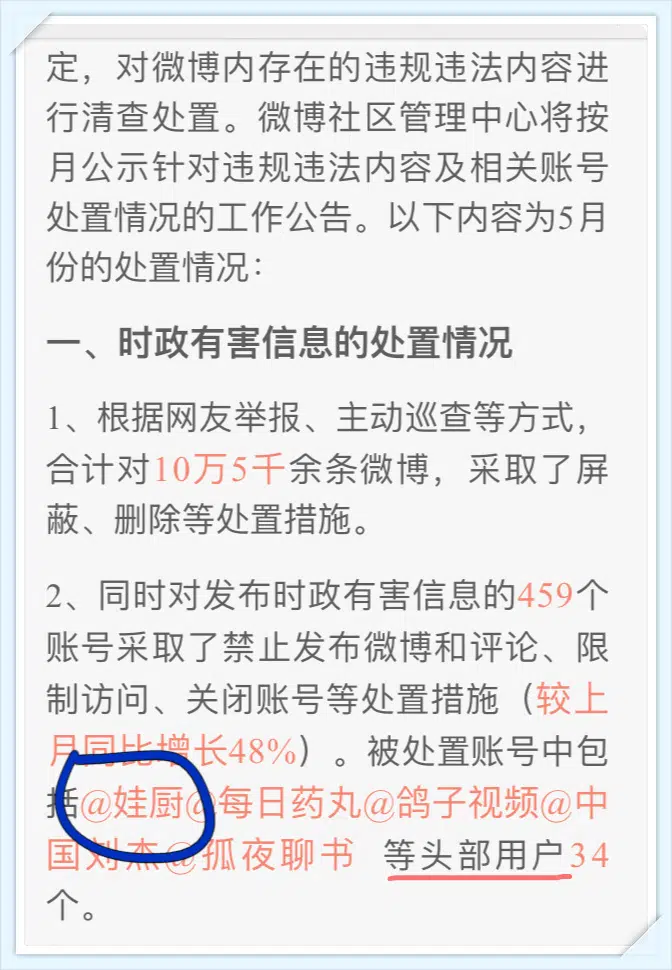 定，对微博内存在的违规违法内容进
行清查处置。微博社区管理中心将按
月公示针对违规违法内容及相关账号
处置情况的工作公告。以下内容为5月
份的处置情况：
一、时政有害信息的处置情况
1、根据网友举报、主动巡查等方式，
合计对10万5千余条微博，采取了屏
蔽、删除等处置措施。
2、同时对发布时政有害信息的459个
账号采取了禁止发布微博和评论、限
制访问、关闭账号等处置措施（较上
月同比增长48%）。被处置账号中包
括@娃厨@每日药丸@鸽子视频@中
国刘杰@孤夜聊书 等头部用户34
个。